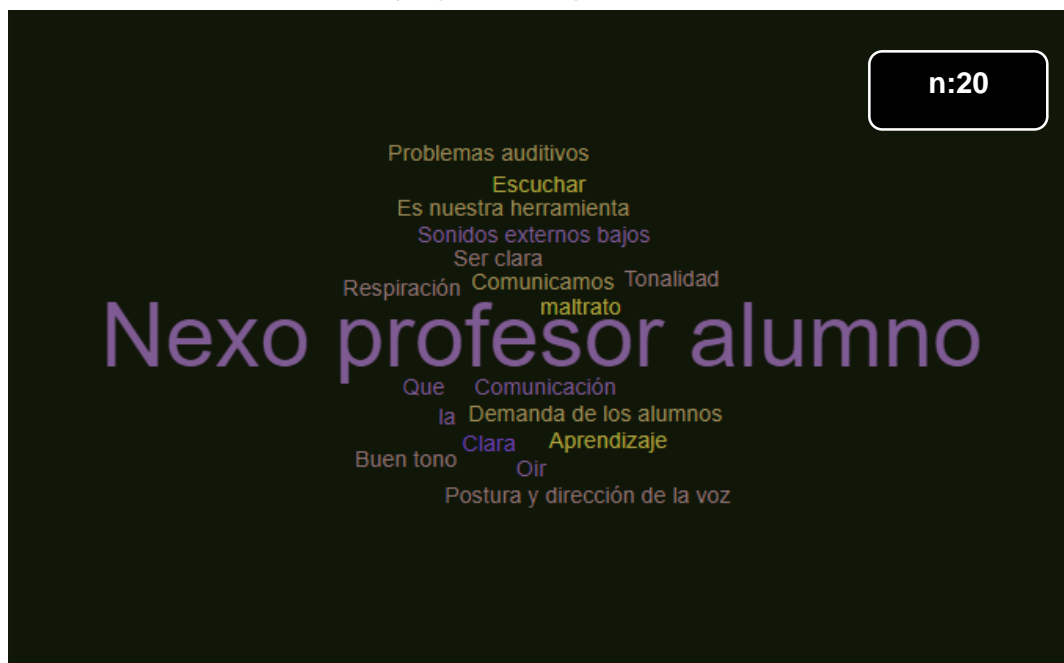 n:20
Problemas auditivos
Escuchar
Es nuestra herramienta
Sonidos externos bajos
Ser clara
Respiración Comunicamos Tonalidad
maltrato
Nexo profesor alumno
Que Comunicación
la Demanda de los alumnos
Clara Aprendizaje
Buen tono
Oir
Postura y dirección de la voz